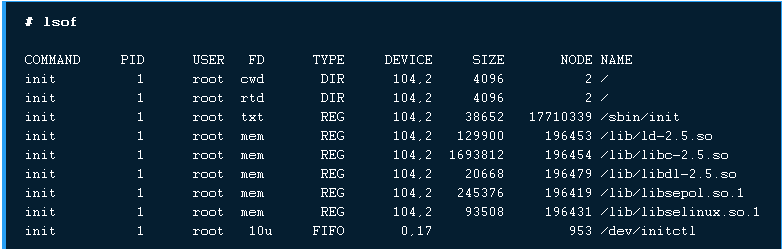 # lsof
COMMAND PID USER FD TYPE DEVICE SIZE NODE NAME
init 1 root cwd DIR 104,2 4096 2 /
init 1 root rtd DIR 104,2 4096 2 /
init 1 root txt REG 104,2 38652 17710339 /sbin/init
init 1 root mem REG 104,2 129900 196453 /lib/ld-2.5.so
init 1 root mem REG 104,2 1693812 196454 /lib/libc-2.5.so
init 1 root mem REG 104,2 20668 196479 /lib/libdl-2.5.so
init 1 root mem REG 104,2 245376 196419 /lib/libsepol.so.1
init 1 root mem REG 104,2 93508 196431 /lib/libselinux.so.1
init 1 root 10u FIFO 0,17 953 /dev/initctl